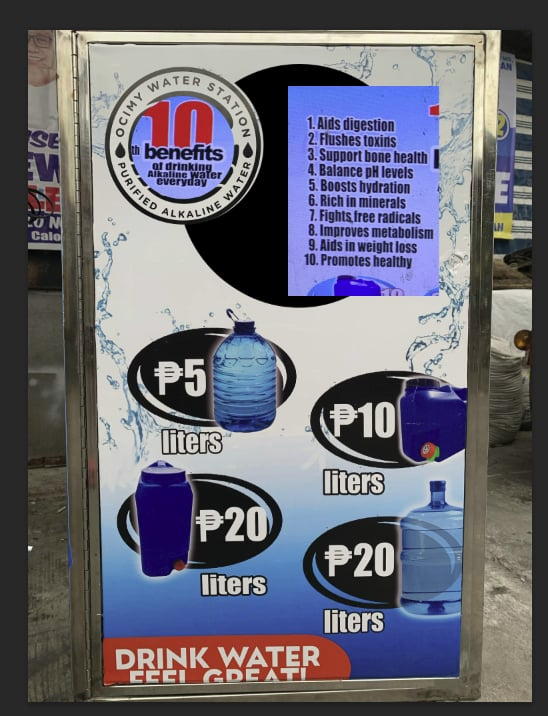 OCIMY WATER STATION
10
th benefits
of drinking
Alkaline Water
everyday
PURIFIED ALKALINE WATER
1. Aids digestion
2. Flushes toxins
3. Support bone health
4. Balance pH levels
5. Boosts hydration
6. Rich in minerals
7. Fights,free radicals
8. Improves metabolism
9. Aids in weight loss
10. Promotes healthy
₱5
liters
₱10
liters
₱20
liters
₱20
liters
DRINK WATER
FEEL GREAT!